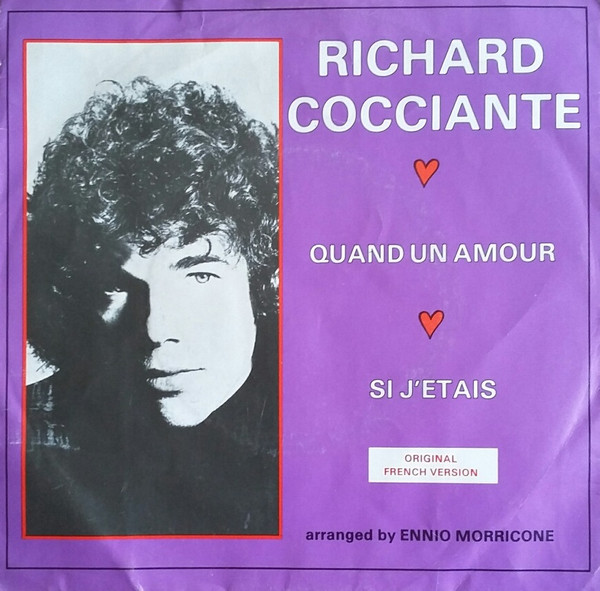 RICHARD
COCCIANTE
QUAND UN AMOUR
SI J'ETAIS
ORIGINAL
FRENCH VERSION
arranged by ENNIO MORRICONE